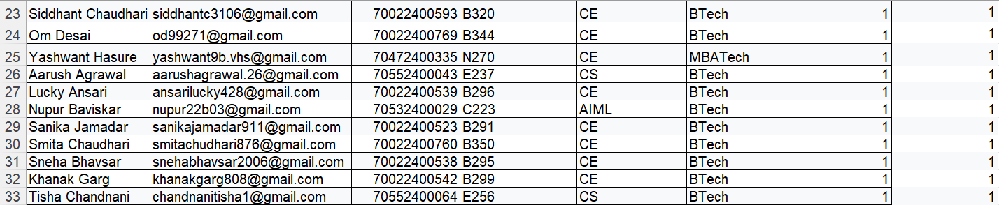 23 Siddhant Chaudhari siddhantc3106@gmail.com 70022400593 B320 CE BTech 1 1
24 Om Desai od99271@gmail.com 70022400769 B344 CE BTech 1 1
25 Yashwant Hasure yashwant9b.vhs@gmail.com 70472400335 N270 CE MBATech 1 1
26 Aarush Agrawal aarushagrawal.26@gmail.com 70552400043 E237 CS BTech 1 1
27 Lucky Ansari ansarilucky428@gmail.com 70022400539 B296 CE BTech 1 1
28 Nupur Baviskar nupur22b03@gmail.com 70532400029 C223 AIML BTech 1 1
29 Sanika Jamadar sanikajamadar911@gmail.com 70022400523 B291 CE BTech 1 1
30 Smita Chaudhari smitachudhari876@gmail.com 70022400760 B350 CE BTech 1 1
31 Sneha Bhavsar snehabhavsar2006@gmail.com 70022400538 B295 CE BTech 1 1
32 Khanak Garg khanakgarg808@gmail.com 70022400542 B299 CE BTech 1 1
33 Tisha Chandnani chandnanitisha1@gmail.com 70552400064 E256 CS BTech 1 1